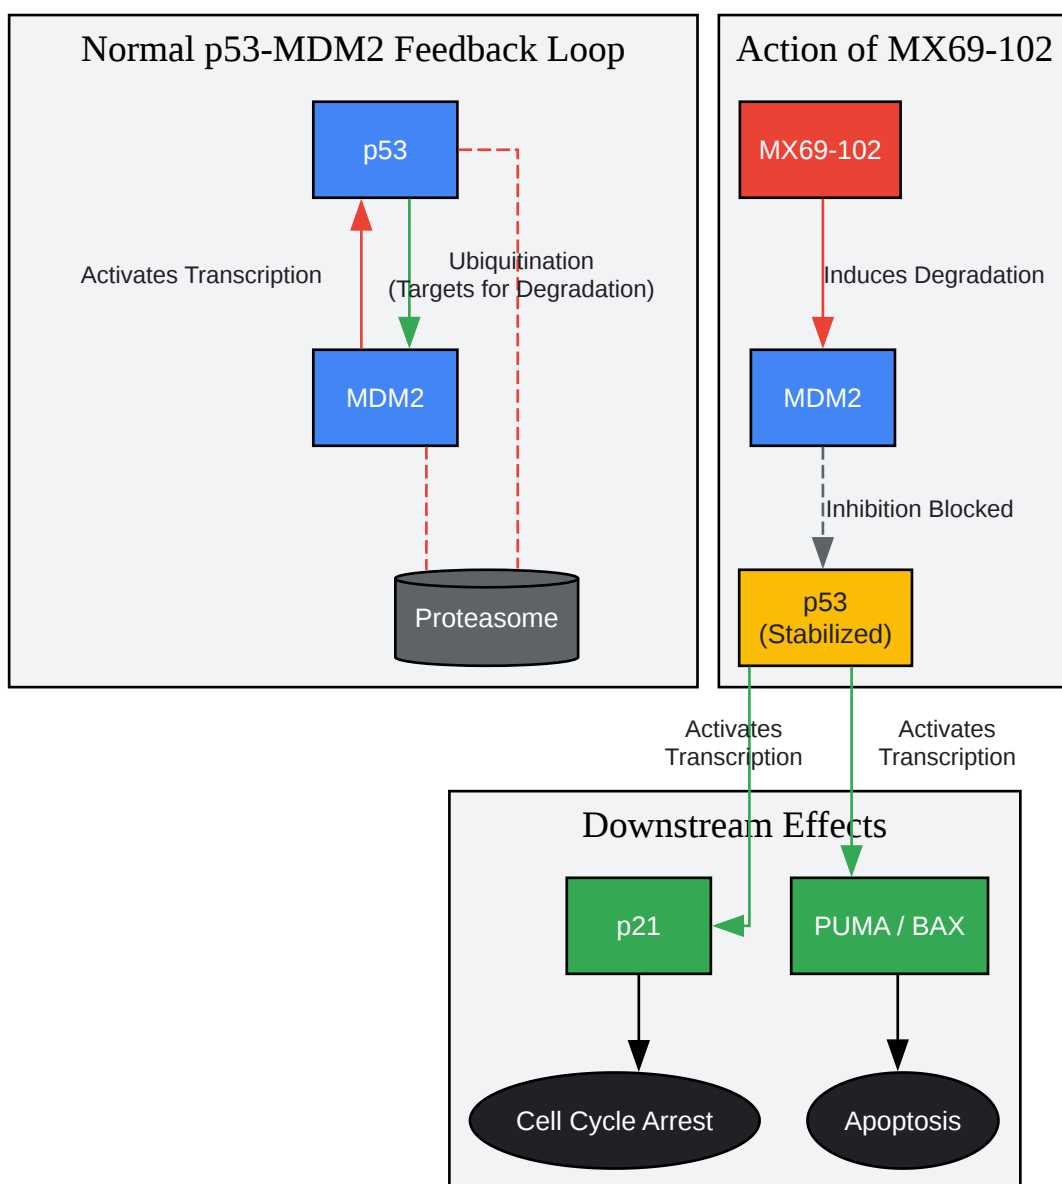 Normal p53-MDM2 Feedback Loop
p53
Activates Transcription
Ubiquitination
(Targets for Degradation)
MDM2
Proteasome
Action of MX69-102
MX69-102
Induces Degradation
MDM2
Inhibition Blocked
p53
(Stabilized)
Activates
Transcription
Activates
Transcription
Downstream Effects
p21
PUMA / BAX
Cell Cycle Arrest
Apoptosis